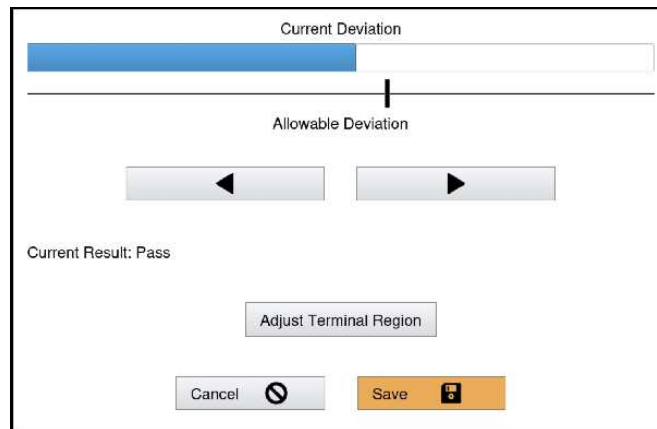 Current Deviation
Allowable Deviation
Current Result: Pass
Adjust Terminal Region
Cancel
Save